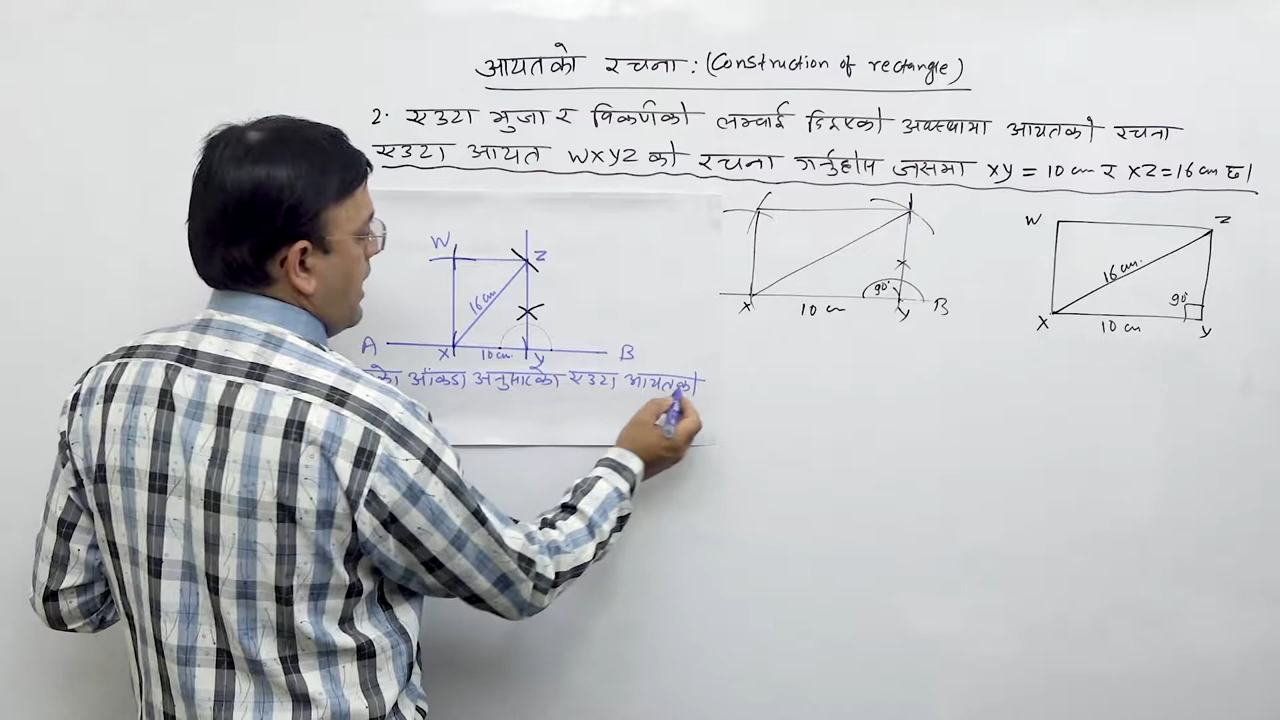 आयतको रचना : (Construction of rectangle)
2. एउटा भुजा र विकर्णको लम्वाई दिइएको अवस्थामा आयतको रचना
एउटा आयत WXYZ को रचना गर्नुहोस जसमा XY = 10 cm र XZ = 16 cm छ।
W Z
16 cm
A X 10 cm. Y B
को आंकडा अनुसारको एउटा आयतको
90°
X 10 cm Y B
W Z
16 cm.
90°
X 10 cm Y